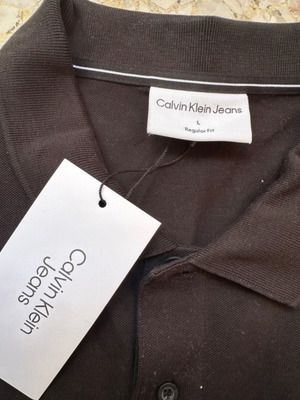 Calvin Klein Jeans
L
Regular Fit
Calvin Klein
Jeans